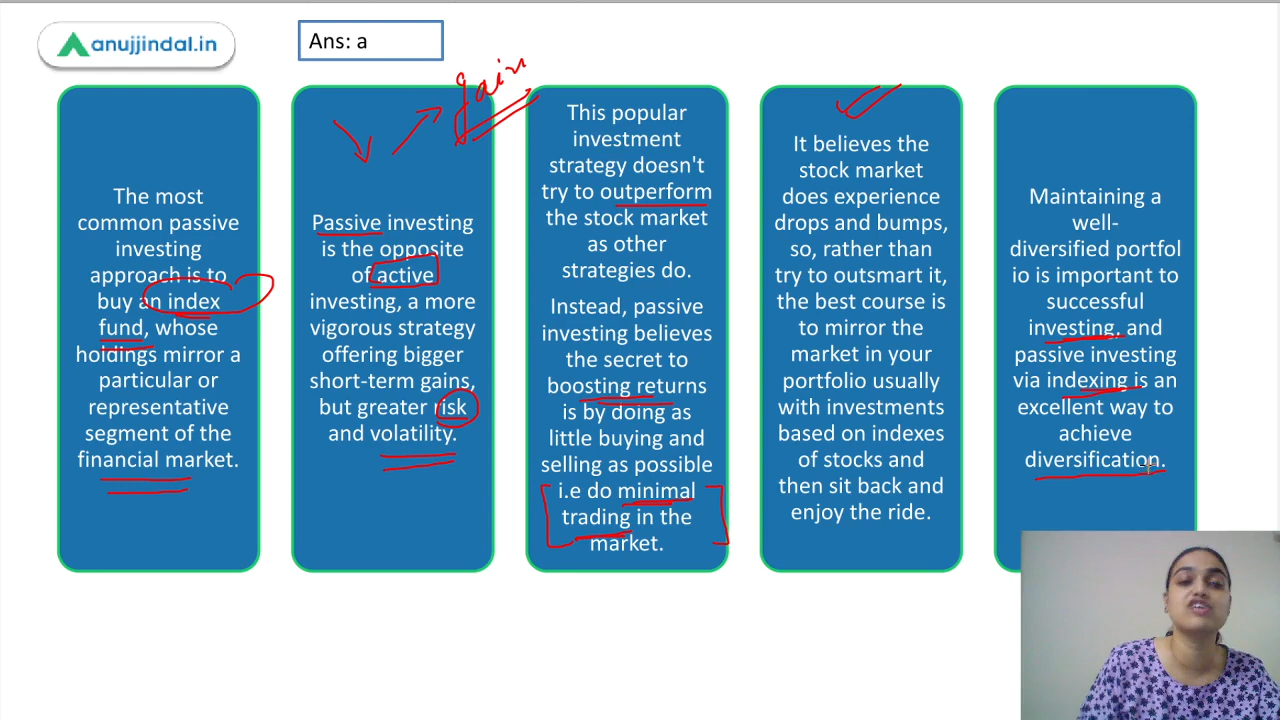 anujjindal.in
Ans: a
Gain
The most
common passive
investing
approach is to
buy an index
fund, whose
holdings mirror a
particular or
representative
segment of the
financial market.
Passive investing
is the opposite
of active
investing, a more
vigorous strategy
offering bigger
short-term gains,
but greater risk
and volatility.
This popular
investment
strategy doesn't
try to outperform
the stock market
as other
strategies do.
Instead, passive
investing believes
the secret to
boosting returns
is by doing as
little buying and
selling as possible
i.e do minimal
trading in the
market.
It believes the
stock market
does experience
drops and bumps,
so, rather than
try to outsmart it,
the best course is
to mirror the
market in your
portfolio usually
with investments
based on indexes
of stocks and
then sit back and
enjoy the ride.
Maintaining a
well-
diversified portfol
io is important to
successful
investing, and
passive investing
via indexing is an
excellent way to
achieve
diversification.